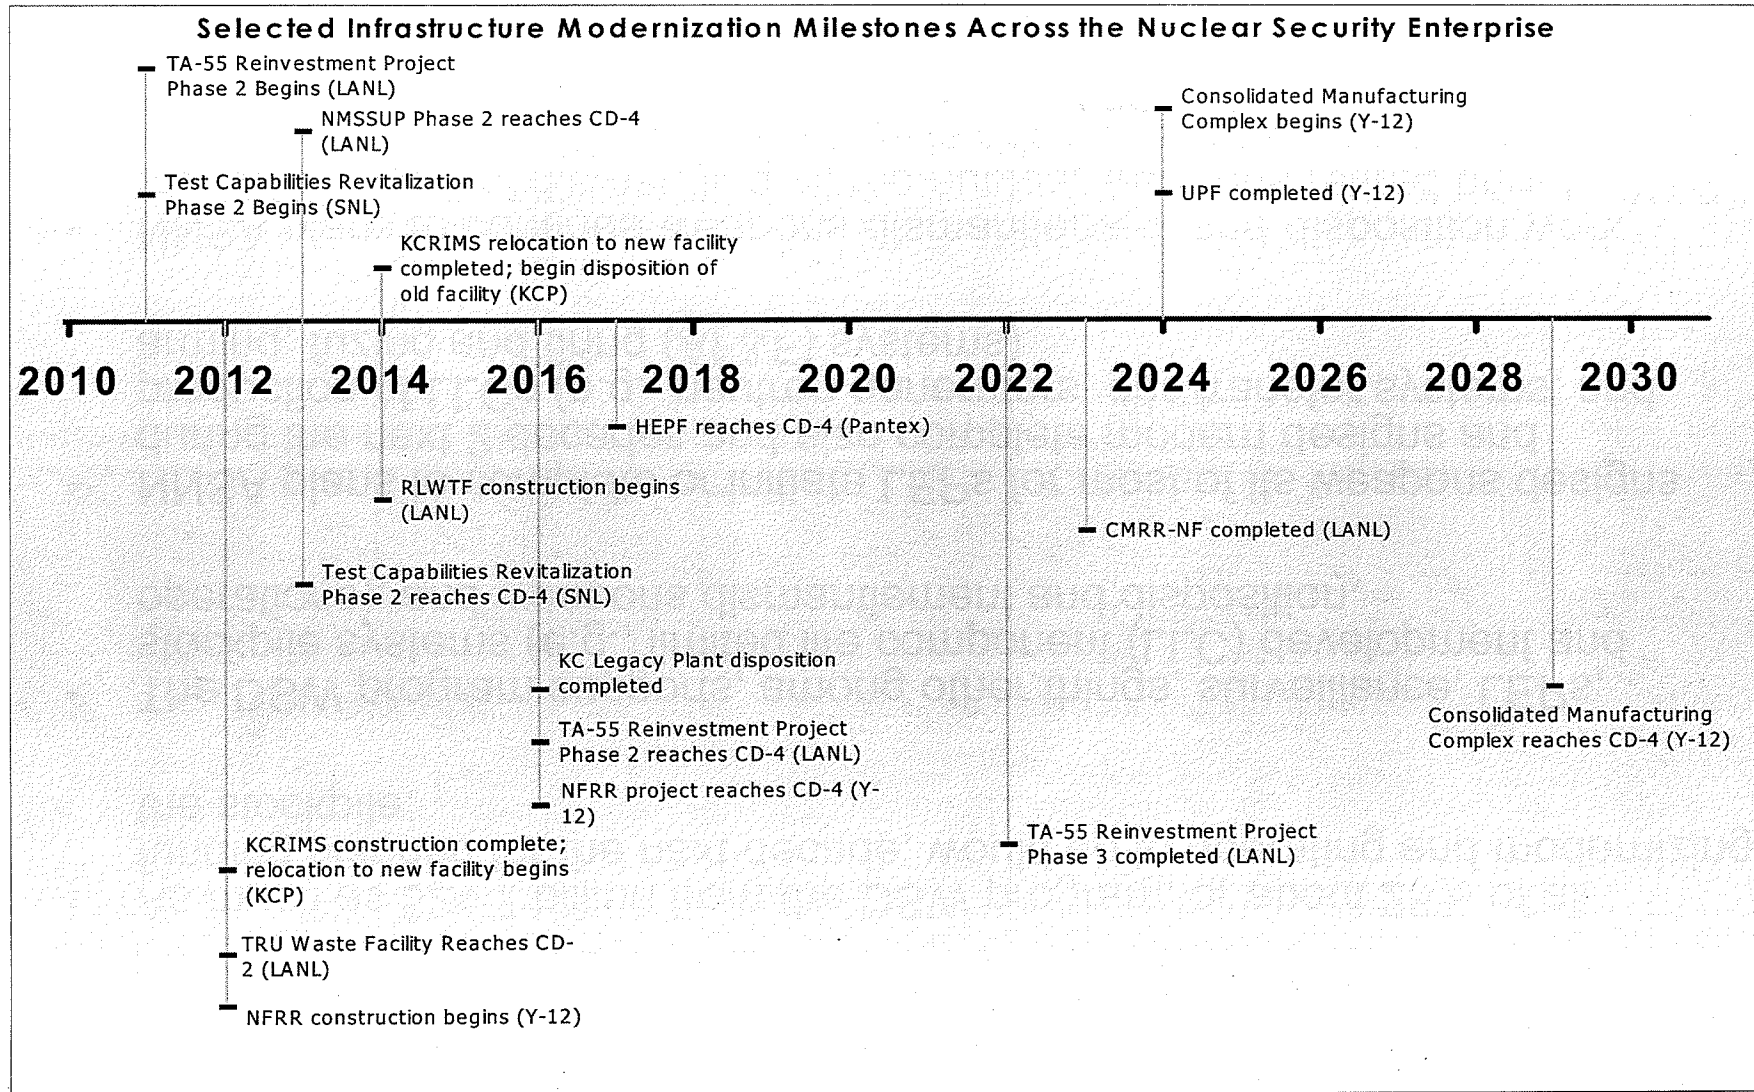 Selected Infrastructure Modernization Milestones Across the Nuclear Security Enterprise
TA-55 Reinvestment Project
Phase 2 Begins (LANL)
NMSSUP Phase 2 reaches CD-4
(LANL)
Test Capabilities Revitalization
Phase 2 Begins (SNL)
KCRIMS relocation to new facility
completed; begin disposition of
old facility (KCP)
Consolidated Manufacturing
Complex begins (Y-12)
UPF completed (Y-12)
2010 2012 2014 2016 2018 2020 2022 2024 2026 2028 2030
HEPF reaches CD-4 (Pantex)
RLWTF construction begins
(LANL)
CMRR-NF completed (LANL)
Test Capabilities Revitalization
Phase 2 reaches CD-4 (SNL)
KC Legacy Plant disposition
completed
TA-55 Reinvestment Project
Phase 2 reaches CD-4 (LANL)
NFRR project reaches CD-4 (Y-
12)
Consolidated Manufacturing
Complex reaches CD-4 (Y-12)
TA-55 Reinvestment Project
Phase 3 completed (LANL)
KCRIMS construction complete;
relocation to new facility begins
(KCP)
TRU Waste Facility Reaches CD-
2 (LANL)
NFRR construction begins (Y-12)